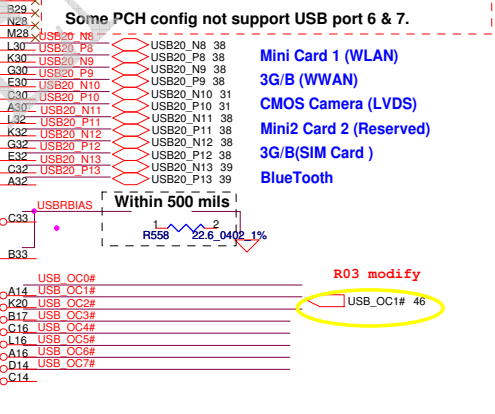 B29
Some PCH config not support USB port 6 & 7.
N28
M28 USB20_N8 USB20_N8 38
L30 USB20_P8 USB20_P8 38 Mini Card 1 (WLAN)
K30 USB20_N9 USB20_N9 38
G30 USB20_P9 USB20_P9 38 3G/B (WWAN)
E30 USB20_N10 USB20_N10 31
C30 USB20_P10 USB20_P10 31 CMOS Camera (LVDS)
A30 USB20_N11 USB20_N11 38
L32 USB20_P11 USB20_P11 38 Mini2 Card 2 (Reserved)
K32 USB20_N12 USB20_N12 38
G32 USB20_P12 USB20_P12 38 3G/B(SIM Card )
E32 USB20_N13 USB20_N13 39
C32 USB20_P13 USB20_P13 39 BlueTooth
A32
Within 500 mils
USBRBIAS
C33
1 2
R558 22.6_0402_1%
B33
R03 modify
USB_OC0#
A14 USB_OC1# USB_OC1# 46
K20 USB_OC2#
B17 USB_OC3#
C16 USB_OC4#
L16 USB_OC5#
A16 USB_OC6#
D14 USB_OC7#
C14